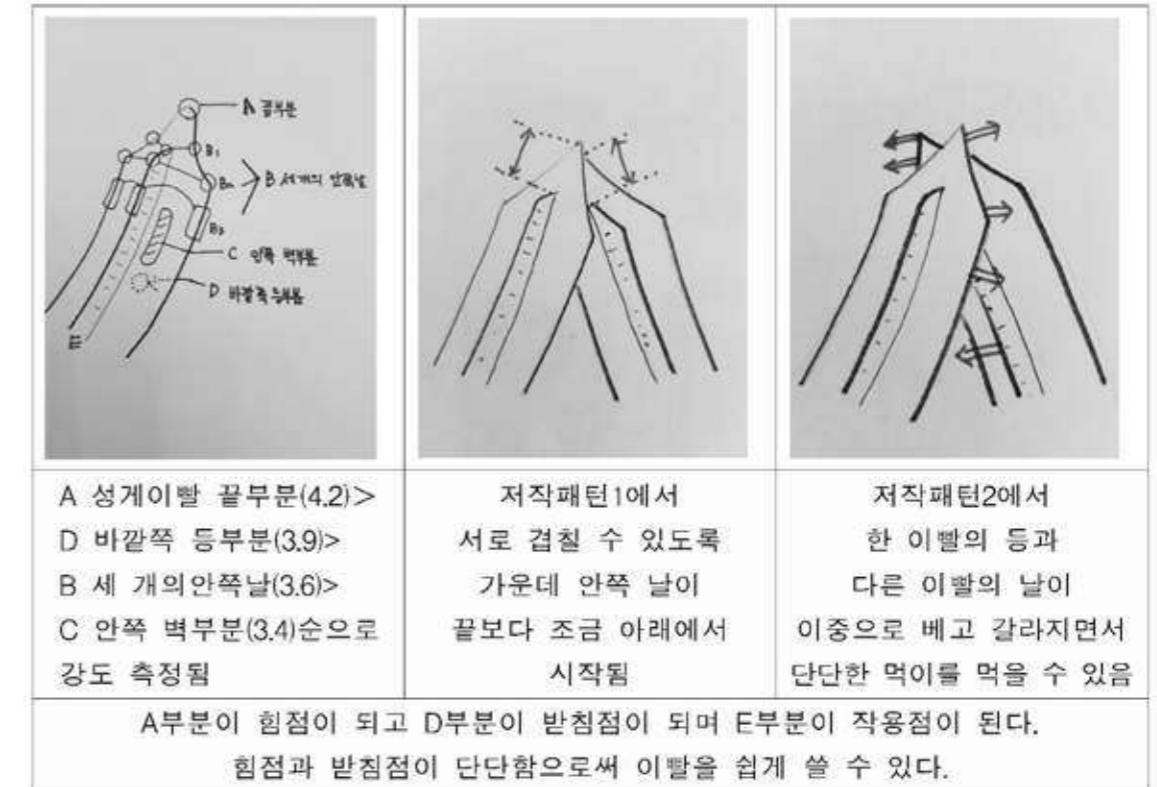 A 끝부분
B₁
B₂
B 세개의 안쪽날
B₃
C 안쪽 벽부분
D 바깥쪽 등부분
E
A 성게이빨 끝부분(4.2)>
D 바깥쪽 등부분(3.9)>
B 세 개의안쪽날(3.6)>
C 안쪽 벽부분(3.4)순으로
강도 측정됨
저작패턴1에서
서로 겹칠 수 있도록
가운데 안쪽 날이
끝보다 조금 아래에서
시작됨
저작패턴2에서
한 이빨의 등과
다른 이빨의 날이
이중으로 베고 갈라지면서
단단한 먹이를 먹을 수 있음
A부분이 힘점이 되고 D부분이 받침점이 되며 E부분이 작용점이 된다.
힘점과 받침점이 단단함으로써 이빨을 쉽게 쓸 수 있다.